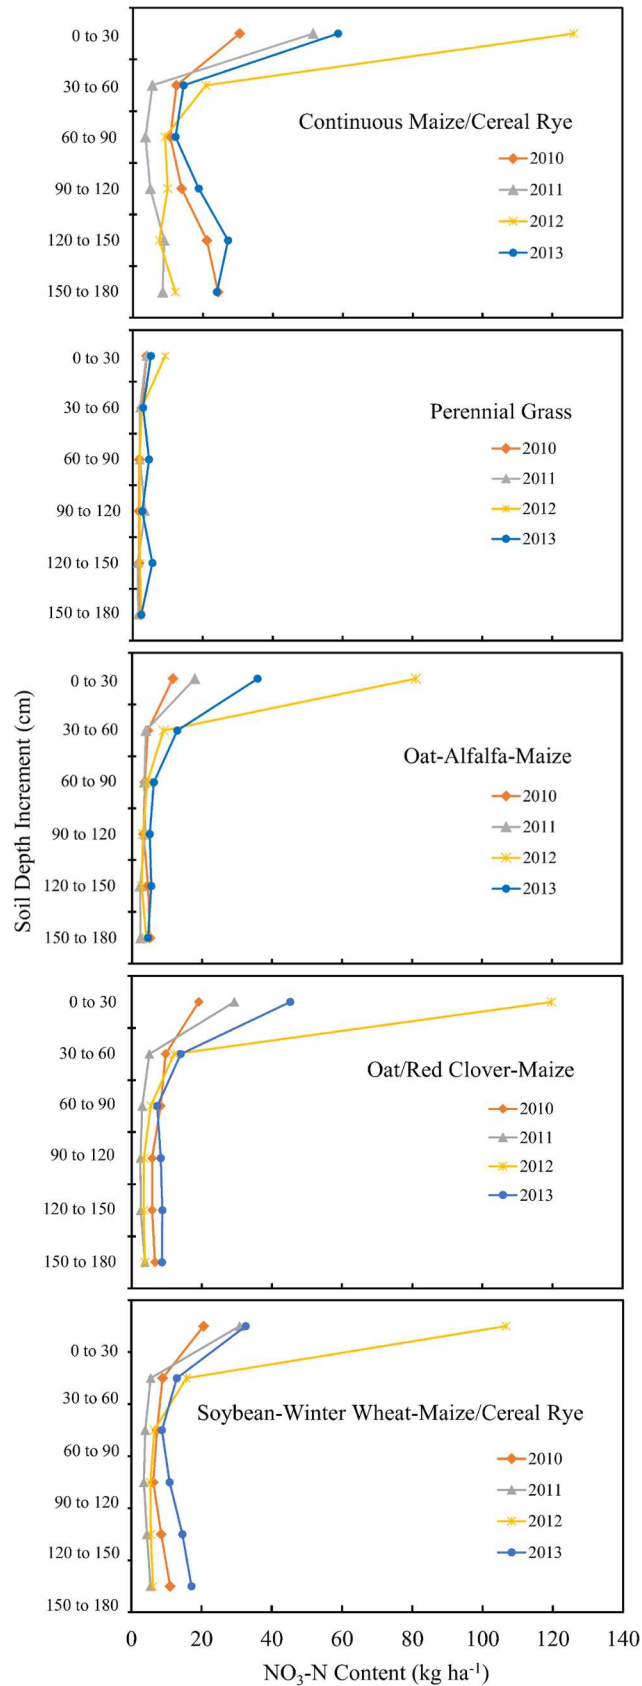 0 to 30
30 to 60
60 to 90
90 to 120
120 to 150
150 to 180
Continuous Maize/Cereal Rye
2010
2011
2012
2013
0 to 30
30 to 60
60 to 90
90 to 120
120 to 150
150 to 180
Perennial Grass
2010
2011
2012
2013
Soil Depth Increment (cm)
0 to 30
30 to 60
60 to 90
90 to 120
120 to 150
150 to 180
Oat-Alfalfa-Maize
2010
2011
2012
2013
0 to 30
30 to 60
60 to 90
90 to 120
120 to 150
150 to 180
Oat/Red Clover-Maize
2010
2011
2012
2013
0 to 30
30 to 60
60 to 90
90 to 120
120 to 150
150 to 180
Soybean-Winter Wheat-Maize/Cereal Rye
2010
2011
2012
2013
0 20 40 60 80 100 120 140
NO₃-N Content (kg ha⁻¹)